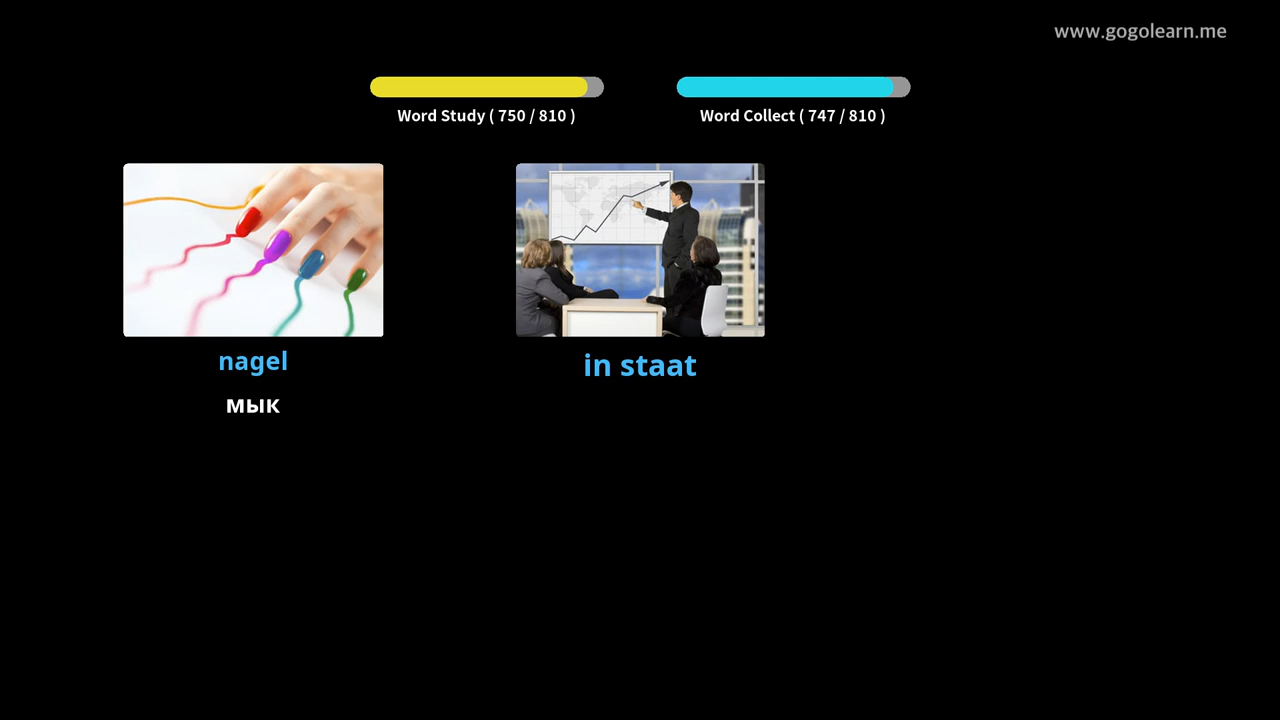 www.gogolearn.me
Word Study ( 750 / 810 )
Word Collect ( 747 / 810 )
nagel
мык
in staat